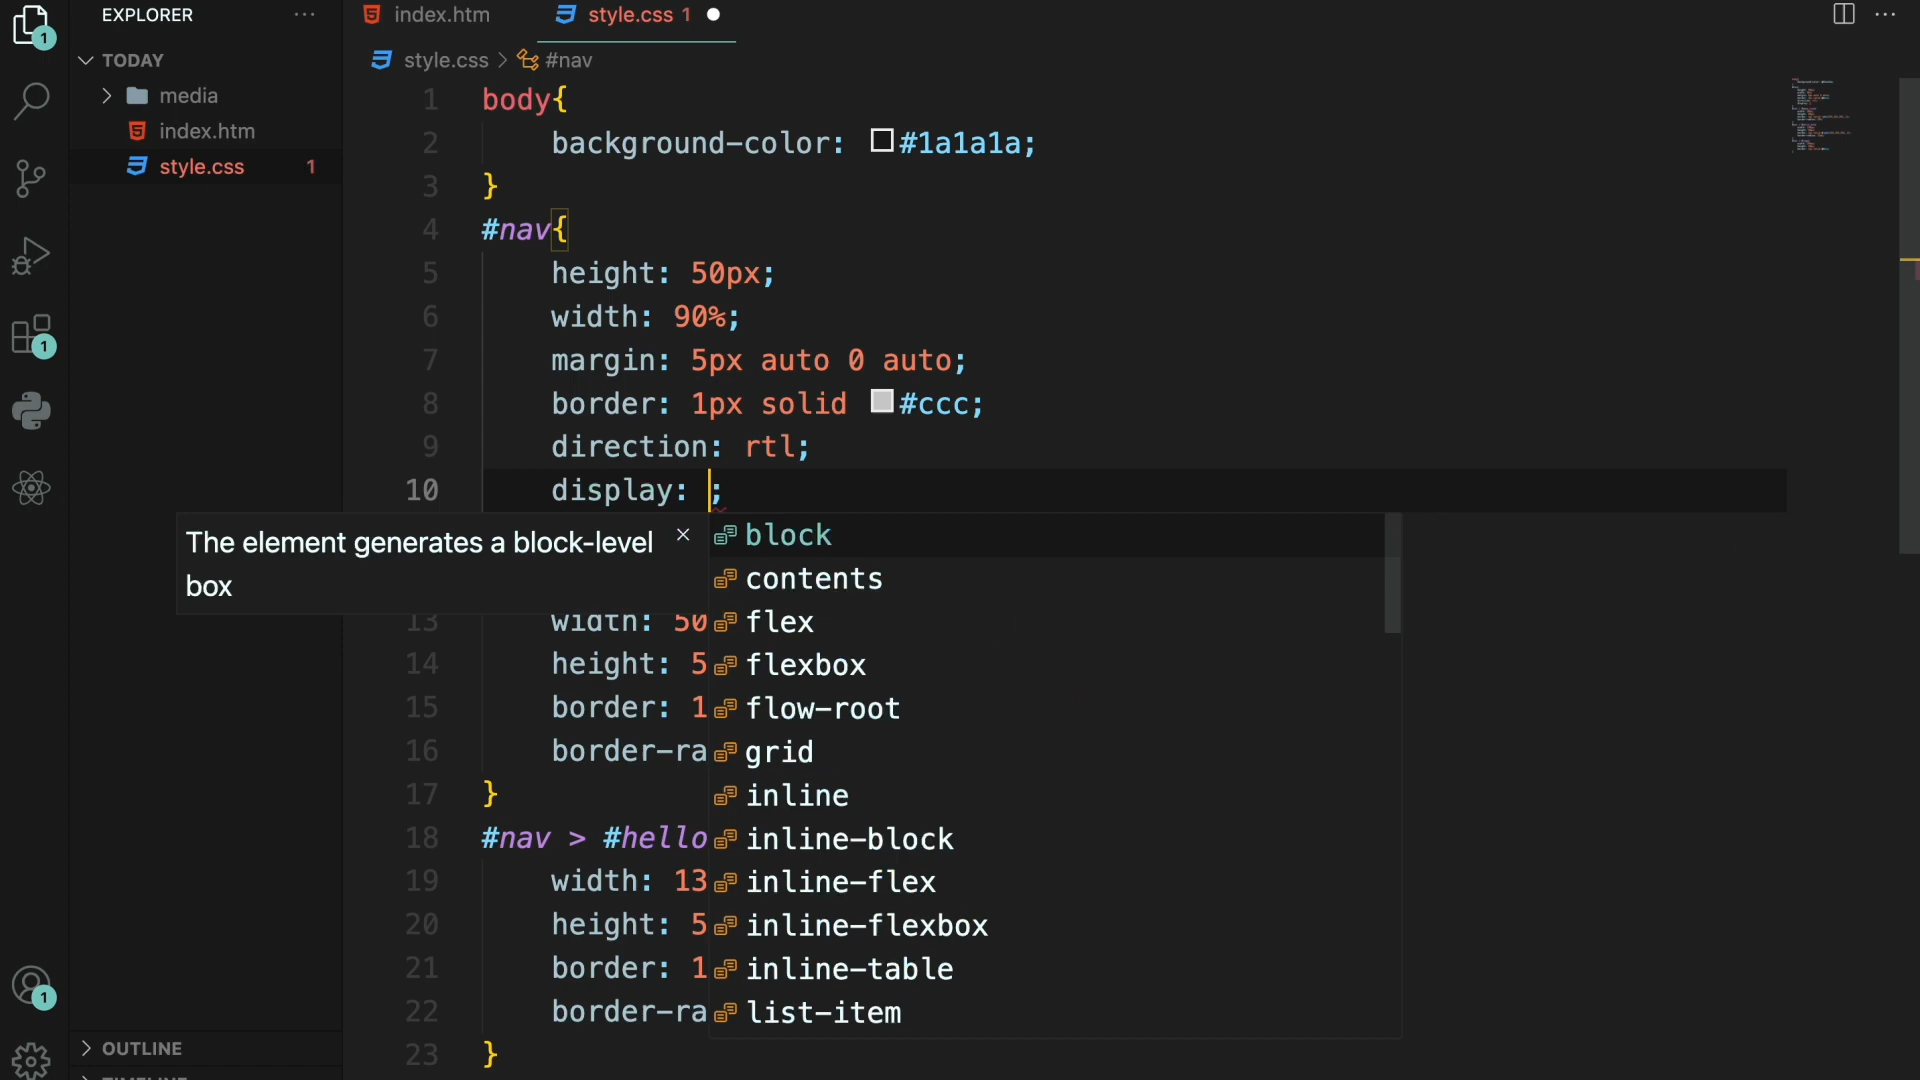 EXPLORER
TODAY
media
index.htm
style.css 1
OUTLINE
index.htm
style.css 1
style.css > #nav
1 body{
2 background-color: #1a1a1a;
3 }
4 #nav{
5 height: 50px;
6 width: 90%;
7 margin: 5px auto 0 auto;
8 border: 1px solid #ccc;
9 direction: rtl;
10 display: ;
The element generates a block-level
box
block
contents
flex
flexbox
flow-root
grid
inline
inline-block
inline-flex
inline-flexbox
inline-table
list-item
13 width: 50
14 height: 5
15 border: 1
16 border-ra
17 }
18 #nav > #hello
19 width: 13
20 height: 5
21 border: 1
22 border-ra
23 }
1
1
1